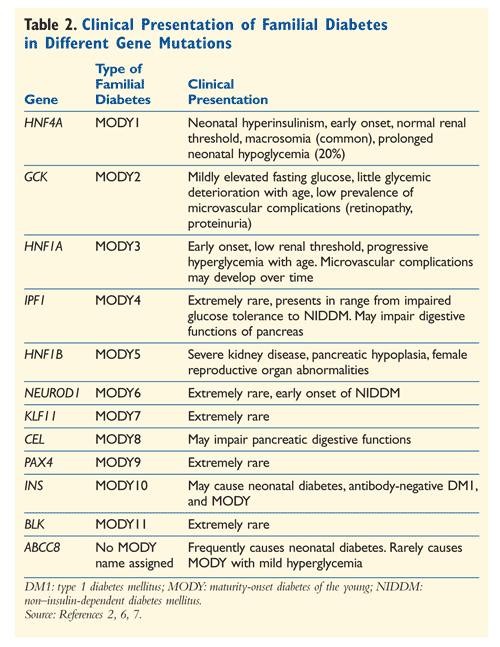 Table 2. Clinical Presentation of Familial Diabetes
in Different Gene Mutations
Type of
Familial Clinical
Gene Diabetes Presentation
HNF4A MODY1 Neonatal hyperinsulinism, early onset, normal renal
threshold, macrosomia (common), prolonged
neonatal hypoglycemia (20%)
GCK MODY2 Mildly elevated fasting glucose, little glycemic
deterioration with age, low prevalence of
microvascular complications (retinopathy,
proteinuria)
HNF1A MODY3 Early onset, low renal threshold, progressive
hyperglycemia with age. Microvascular complications
may develop over time
IPF1 MODY4 Extremely rare, presents in range from impaired
glucose tolerance to NIDDM. May impair digestive
functions of pancreas
HNF1B MODY5 Severe kidney disease, pancreatic hypoplasia, female
reproductive organ abnormalities
NEUROD1 MODY6 Extremely rare, early onset of NIDDM
KLF11 MODY7 Extremely rare
CEL MODY8 May impair pancreatic digestive functions
PAX4 MODY9 Extremely rare
INS MODY10 May cause neonatal diabetes, antibody-negative DM1,
and MODY
BLK MODY11 Extremely rare
ABCC8 No MODY Frequently causes neonatal diabetes. Rarely causes
name assigned MODY with mild hyperglycemia
DM1: type 1 diabetes mellitus; MODY: maturity-onset diabetes of the young; NIDDM:
non–insulin-dependent diabetes mellitus.
Source: References 2, 6, 7.